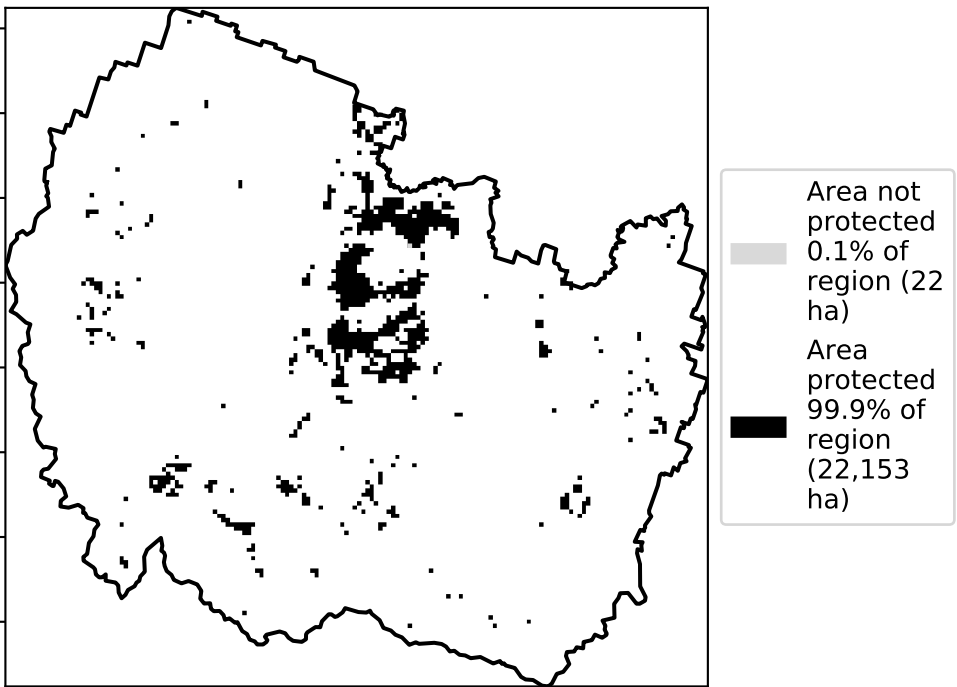 Area not
protected
0.1% of
region (22
ha)
Area
protected
99.9% of
region
(22,153
ha)